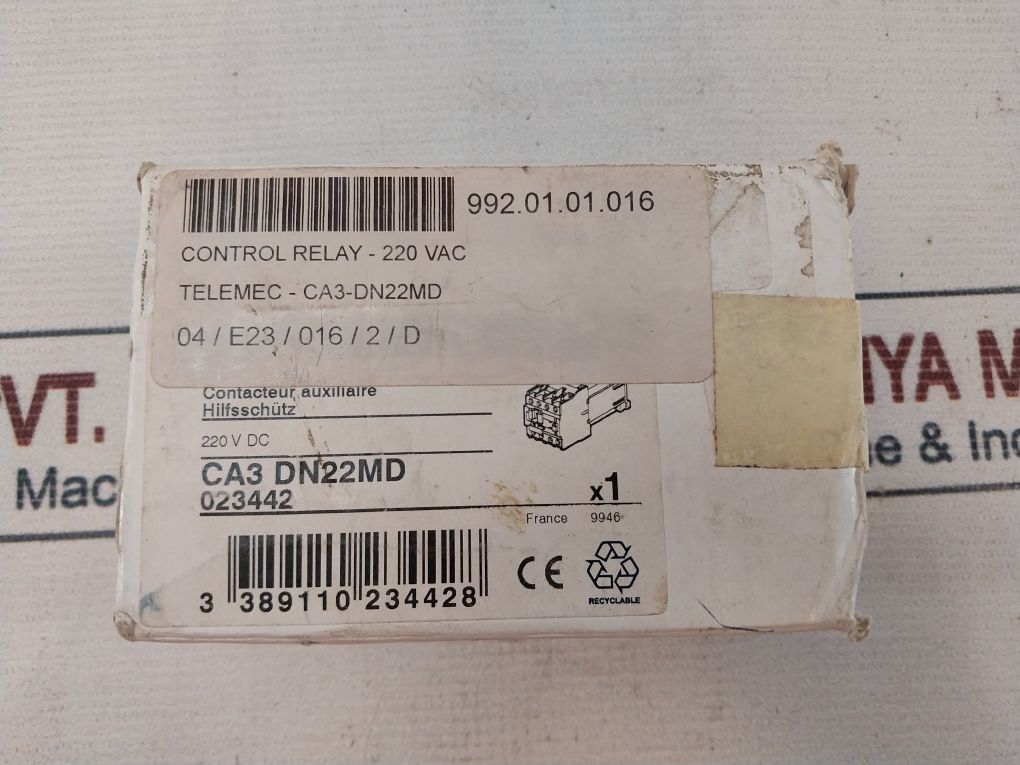 992.01.01.016
CONTROL RELAY - 220 VAC
TELEMEC - CA3-DN22MD
04 / E23 / 016 / 2 / D
Contacteur auxiliaire
Hilfsschütz
220 V DC
CA3 DN22MD
023442
x1
France 9946
3 389110 234428
CE
RECYCLABLE
VT.
Mac
YA M
e & Ind